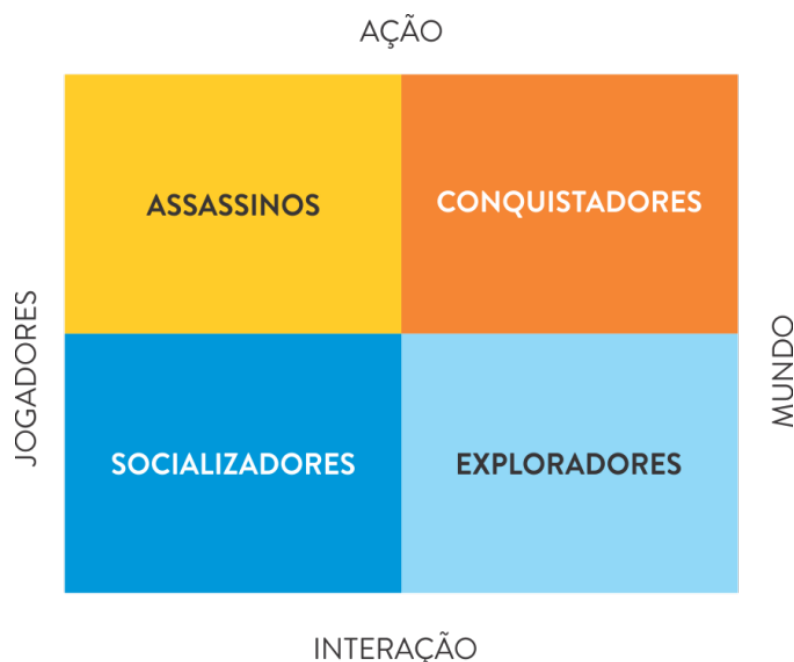 AÇÃO
ASSASSINOS
CONQUISTADORES
JOGADORES
MUNDO
SOCIALIZADORES
EXPLORADORES
INTERAÇÃO